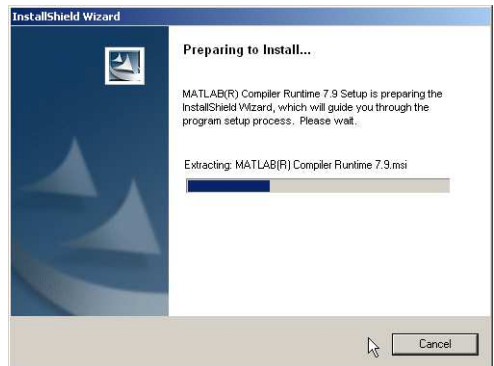 InstallShield Wizard
Preparing to Install...
MATLAB(R) Compiler Runtime 7.9 Setup is preparing the
InstallShield Wizard, which will guide you through the
program setup process. Please wait.
Extracting: MATLAB(R) Compiler Runtime 7.9.msi
Cancel